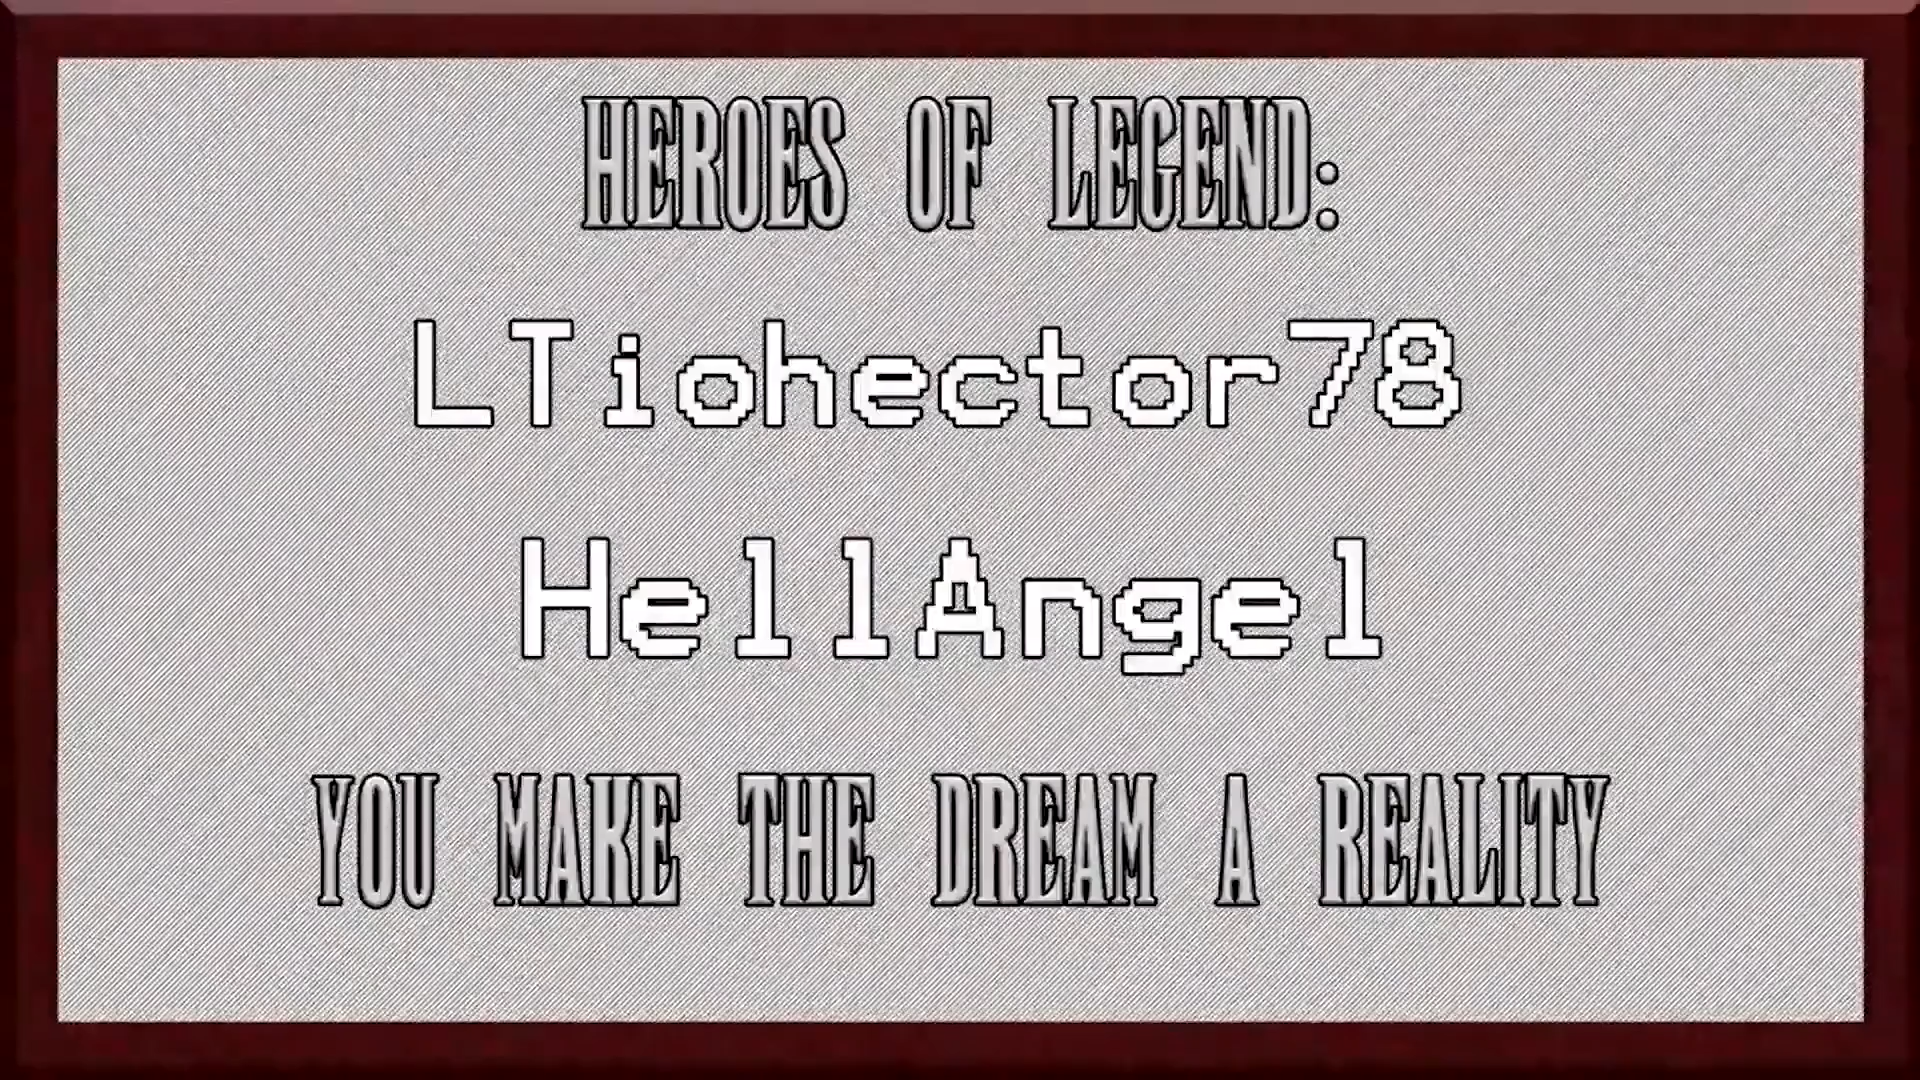 HEROES OF LEGEND:
LTiohector78
HellAngel
YOU MAKE THE DREAM A REALITY